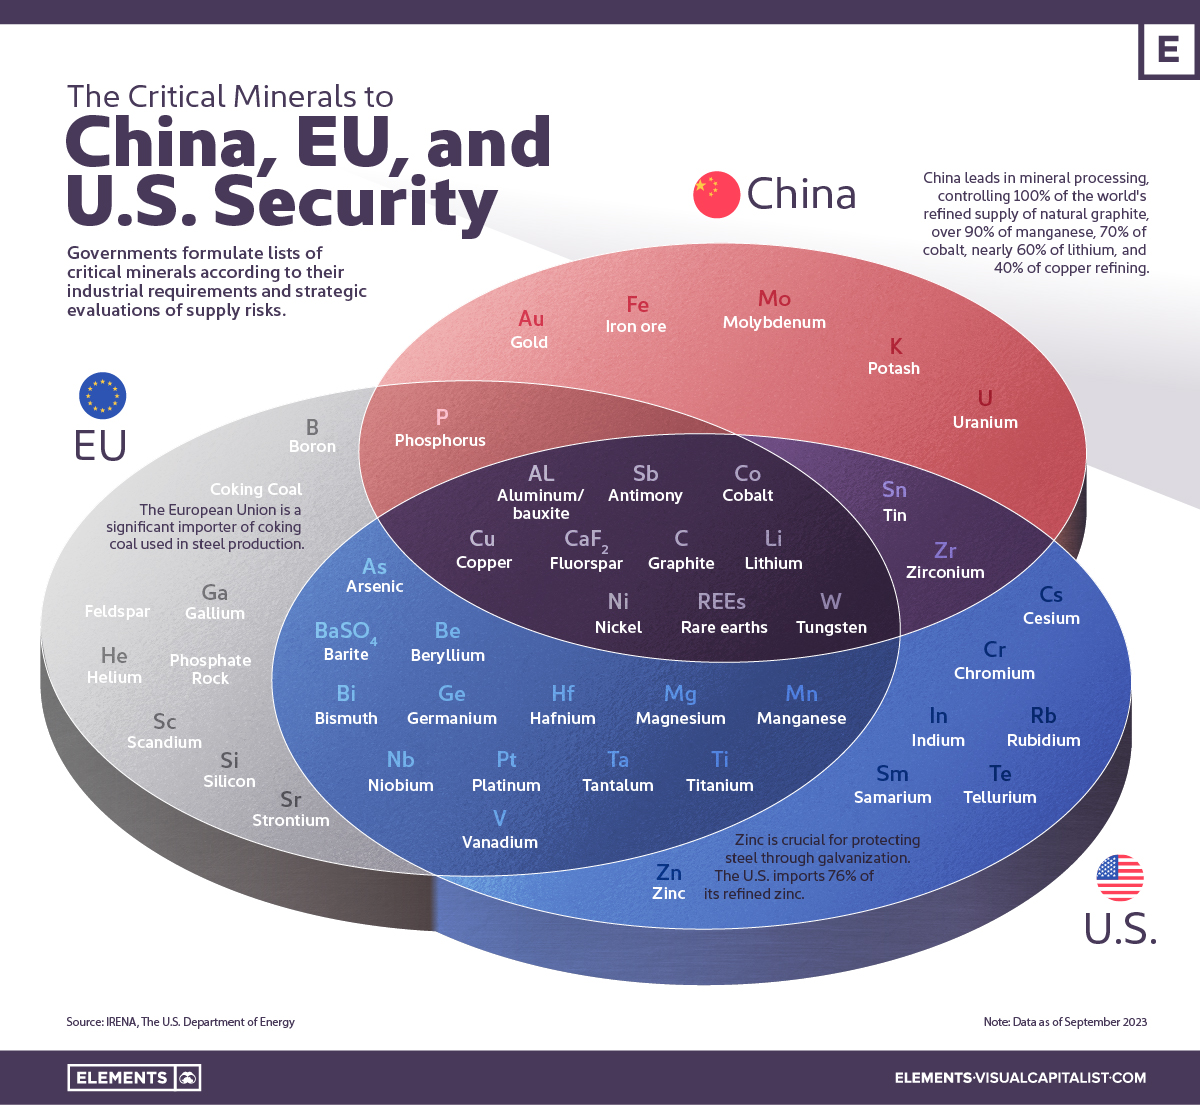 E
The Critical Minerals to
China, EU, and
U.S. Security
Governments formulate lists of
critical minerals according to their
industrial requirements and strategic
evaluations of supply risks.
China
China leads in mineral processing,
controlling 100% of the world's
refined supply of natural graphite,
over 90% of manganese, 70% of
cobalt, nearly 60% of lithium, and
40% of copper refining.
Au
Gold
Fe
Iron ore
Mo
Molybdenum
K
Potash
U
Uranium
EU
B
Boron
P
Phosphorus
Coking Coal
The European Union is a
significant importer of coking
coal used in steel production.
AL
Aluminum/
bauxite
Sb
Antimony
Co
Cobalt
Sn
Tin
Cu
Copper
CaF2
Fluorspar
C
Graphite
Li
Lithium
Zr
Zirconium
Ni
Nickel
REEs
Rare earths
W
Tungsten
As
Arsenic
Feldspar
Ga
Gallium
He
Helium
Phosphate
Rock
Sc
Scandium
Si
Silicon
Sr
Strontium
BaSO4
Barite
Be
Beryllium
Bi
Bismuth
Ge
Germanium
Hf
Hafnium
Mg
Magnesium
Mn
Manganese
Nb
Niobium
Pt
Platinum
Ta
Tantalum
Ti
Titanium
V
Vanadium
Cs
Cesium
Cr
Chromium
In
Indium
Rb
Rubidium
Sm
Samarium
Te
Tellurium
Zn
Zinc
Zinc is crucial for protecting
steel through galvanization.
The U.S. imports 76% of
its refined zinc.
U.S.
Source: IRENA, The U.S. Department of Energy
Note: Data as of September 2023
ELEMENTS
ELEMENTS·VISUALCAPITALIST·COM